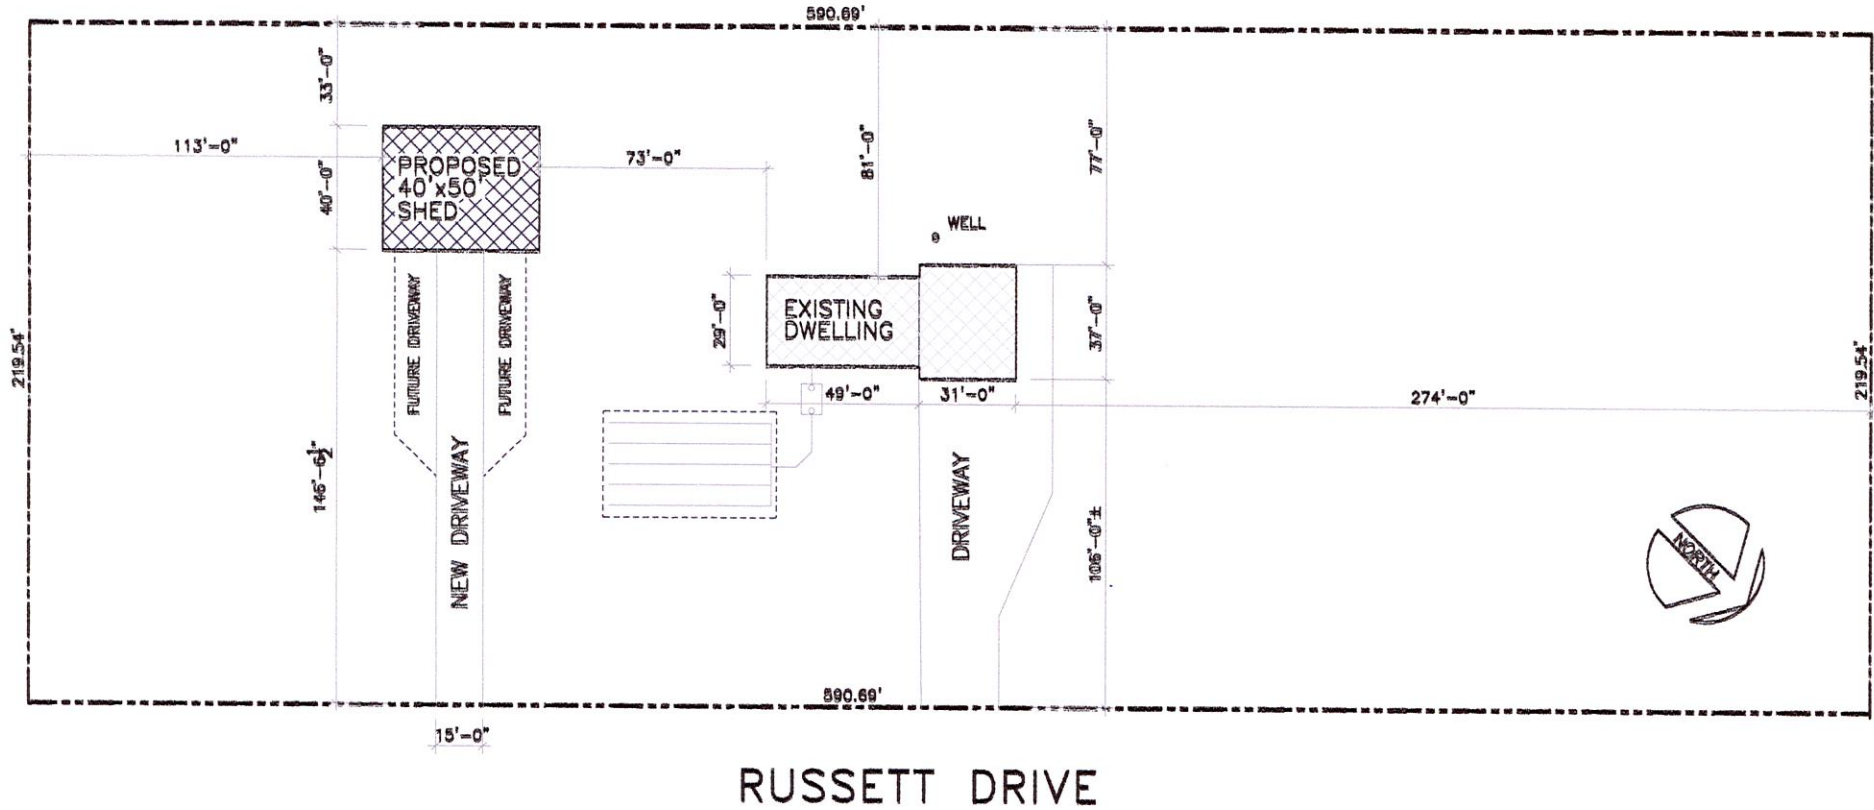 590.69'
33'-0"
113'-0"
40'-0"
PROPOSED
40'x50'
SHED
73'-0"
81'-0"
77'-0"
WELL
219.54'
FUTURE DRIVEWAY
FUTURE DRIVEWAY
29'-0"
EXISTING
DWELLING
37'-0"
219.54'
49'-0"
31'-0"
274'-0"
146'-6½"
NEW DRIVEWAY
DRIVEWAY
106'-0"±
NORTH
590.69'
15'-0"
RUSSETT DRIVE